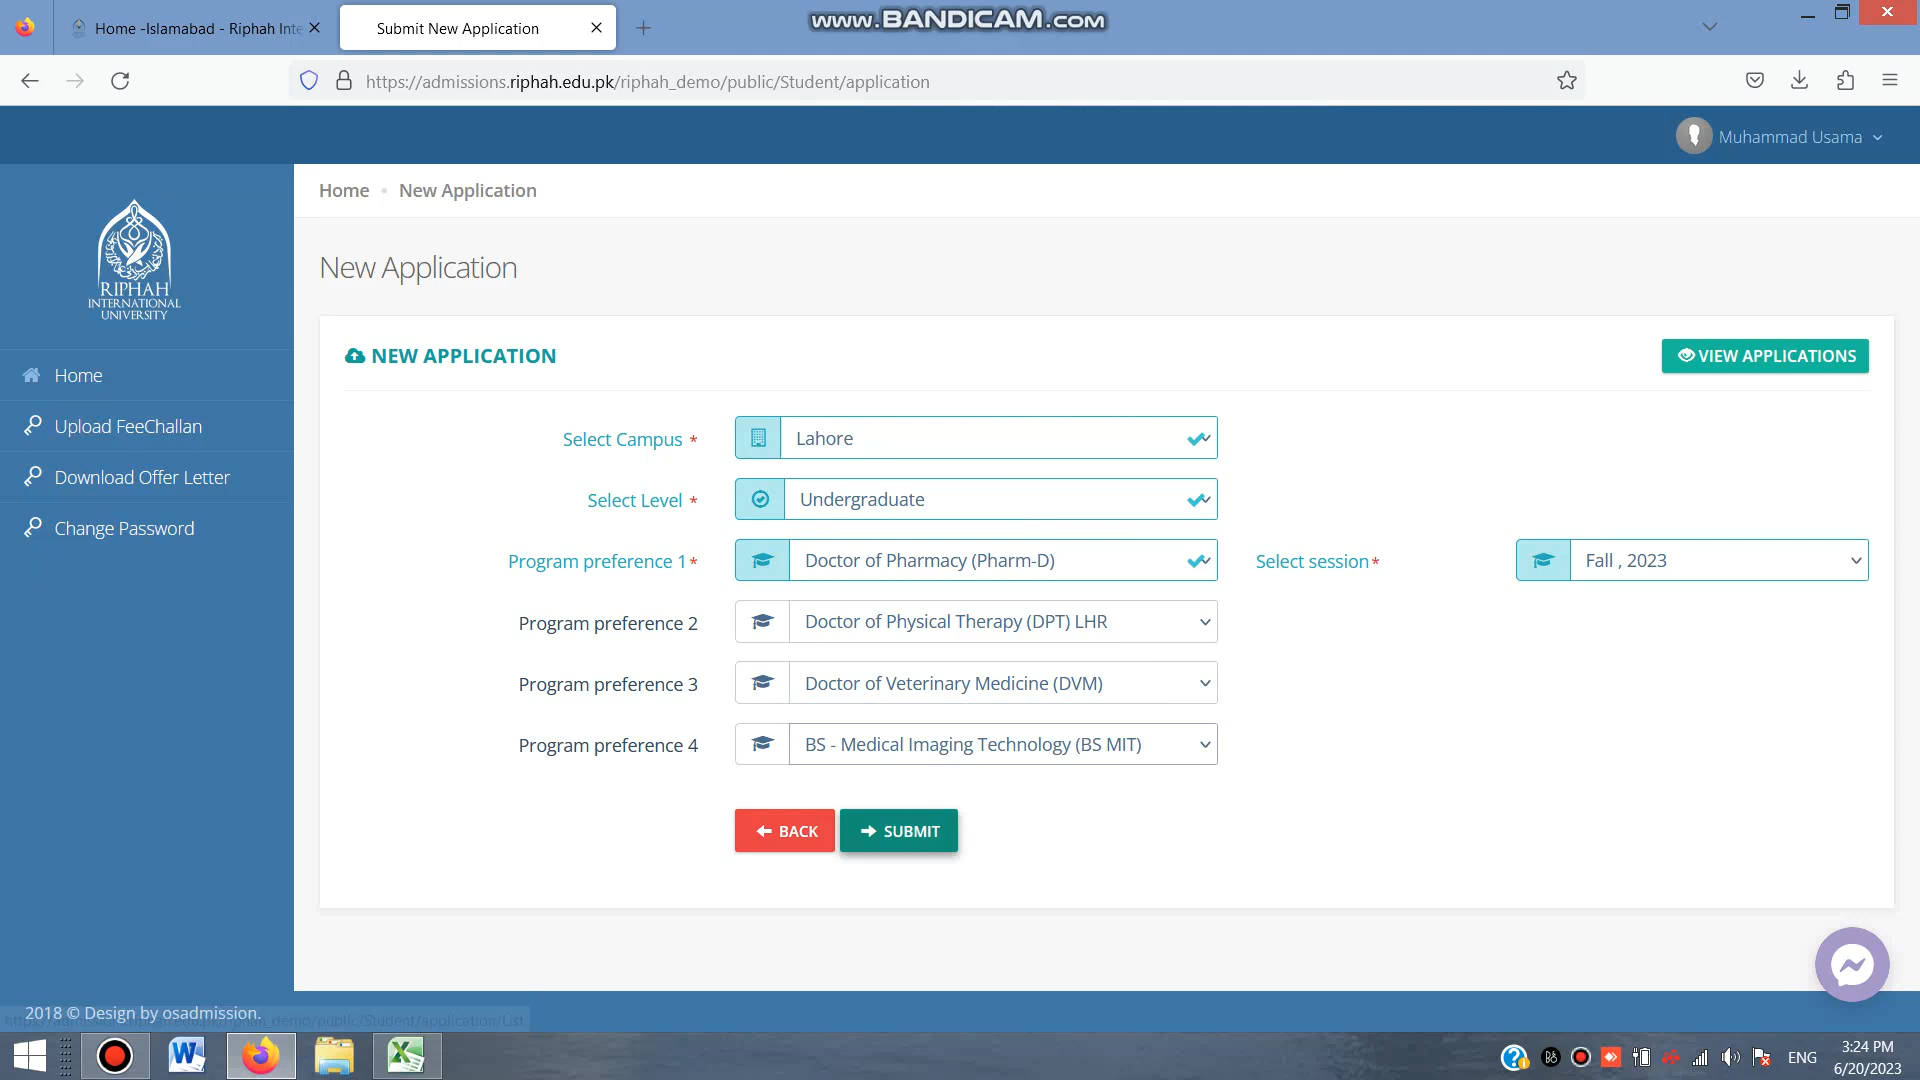 Home -Islamabad - Riphah Inte
Submit New Application
www.BANDICAM.com
https://admissions.riphah.edu.pk/riphah_demo/public/Student/application
Muhammad Usama
RIPHAH
INTERNATIONAL
UNIVERSITY
Home
Upload FeeChallan
Download Offer Letter
Change Password
Home • New Application
New Application
NEW APPLICATION
VIEW APPLICATIONS
Select Campus * Lahore
Select Level * Undergraduate
Program preference 1* Doctor of Pharmacy (Pharm-D) Select session* Fall , 2023
Program preference 2 Doctor of Physical Therapy (DPT) LHR
Program preference 3 Doctor of Veterinary Medicine (DVM)
Program preference 4 BS - Medical Imaging Technology (BS MIT)
BACK SUBMIT
2018 © Design by osadmission.
ENG
3:24 PM
6/20/2023